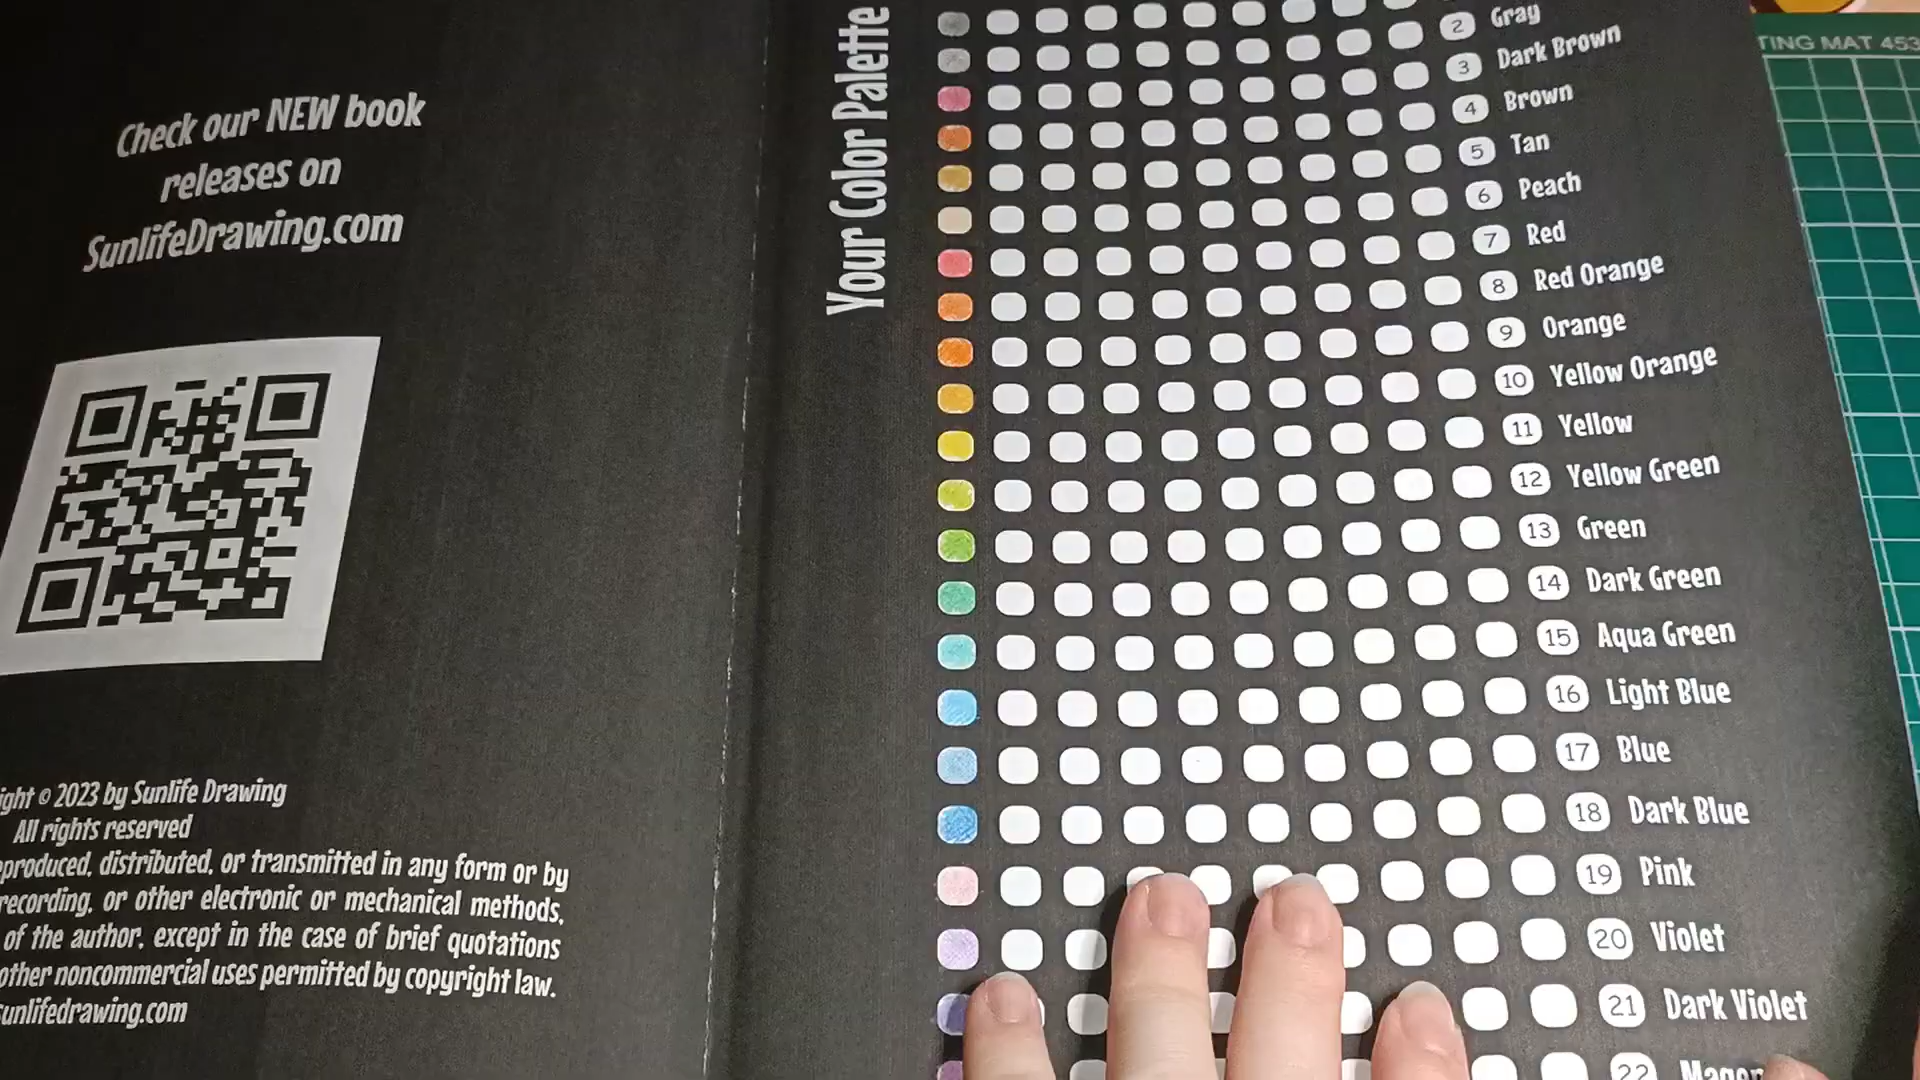 Check our NEW book
releases on
SunlifeDrawing.com
ight © 2023 by Sunlife Drawing
All rights reserved
eproduced, distributed, or transmitted in any form or by
recording, or other electronic or mechanical methods,
of the author, except in the case of brief quotations
other noncommercial uses permitted by copyright law.
sunlifedrawing.com
Your Color Palette
2 Gray
3 Dark Brown
4 Brown
5 Tan
6 Peach
7 Red
8 Red Orange
9 Orange
10 Yellow Orange
11 Yellow
12 Yellow Green
13 Green
14 Dark Green
15 Aqua Green
16 Light Blue
17 Blue
18 Dark Blue
19 Pink
20 Violet
21 Dark Violet
22 Magen
TING MAT 453